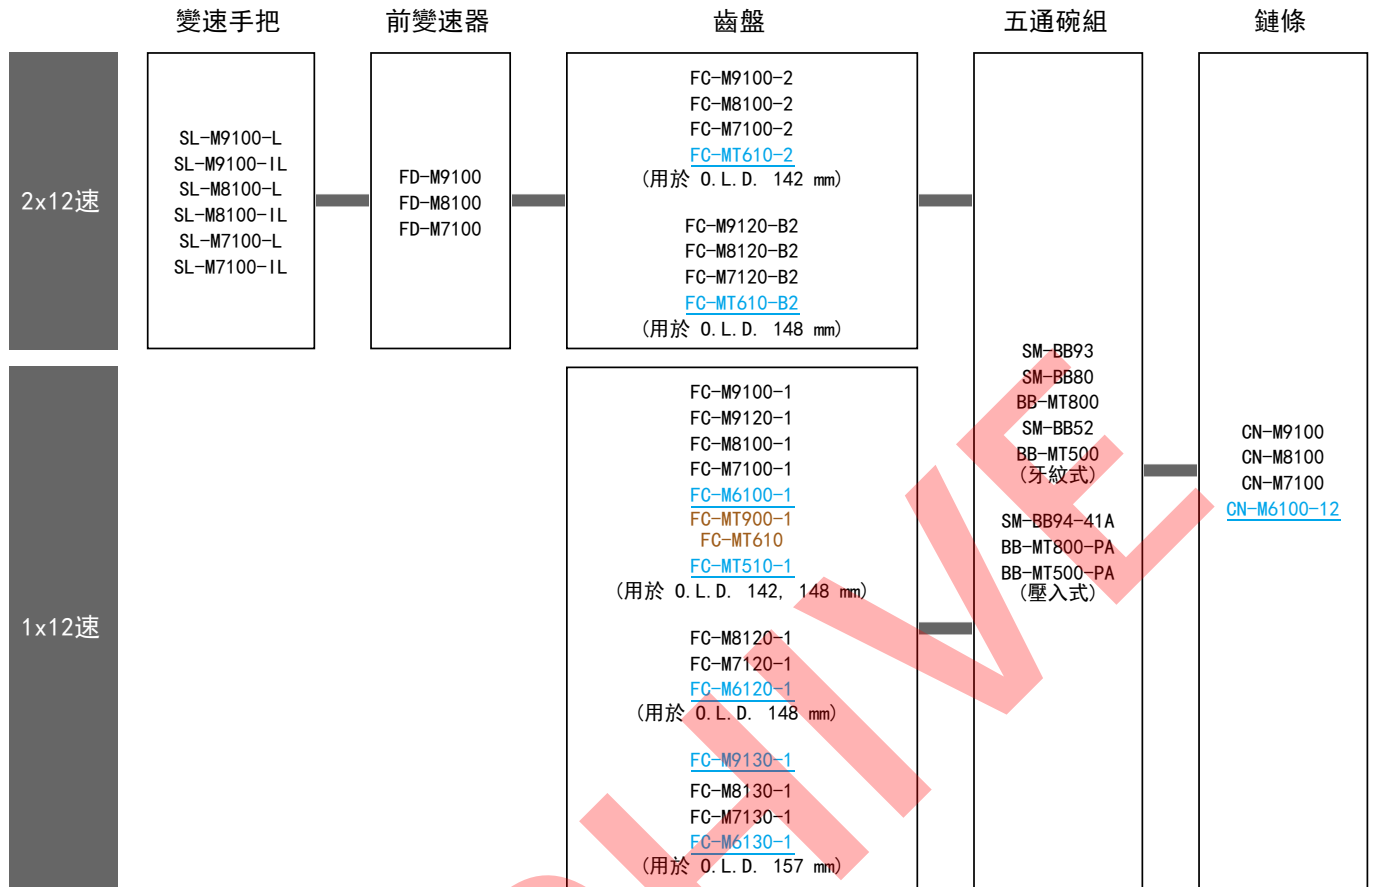 變速手把
前變速器
齒盤
五通碗組
鏈條
2x12速
SL-M9100-L
SL-M9100-IL
SL-M8100-L
SL-M8100-IL
SL-M7100-L
SL-M7100-IL
FD-M9100
FD-M8100
FD-M7100
FC-M9100-2
FC-M8100-2
FC-M7100-2
FC-MT610-2
(用於 O.L.D. 142 mm)
FC-M9120-B2
FC-M8120-B2
FC-M7120-B2
FC-MT610-B2
(用於 O.L.D. 148 mm)
1x12速
FC-M9100-1
FC-M9120-1
FC-M8100-1
FC-M7100-1
FC-M6100-1
FC-MT900-1
FC-MT610
FC-MT510-1
(用於 O.L.D. 142, 148 mm)
FC-M8120-1
FC-M7120-1
FC-M6120-1
(用於 O.L.D. 148 mm)
FC-M9130-1
FC-M8130-1
FC-M7130-1
FC-M6130-1
(用於 O.L.D. 157 mm)
SM-BB93
SM-BB80
BB-MT800
SM-BB52
BB-MT500
(牙紋式)
SM-BB94-41A
BB-MT800-PA
BB-MT500-PA
(壓入式)
CN-M9100
CN-M8100
CN-M7100
CN-M6100-12
HIVE